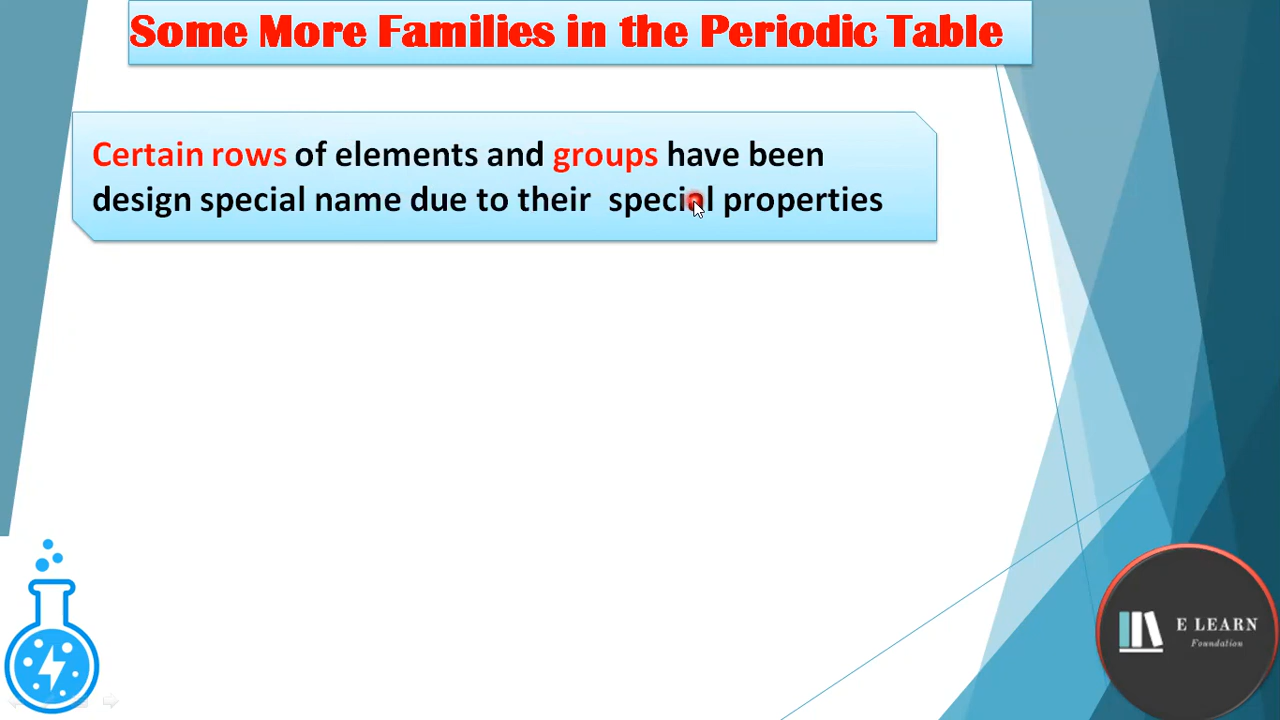 Some More Families in the Periodic Table
Certain rows of elements and groups have been
design special name due to their special properties
E LEARN
Foundation